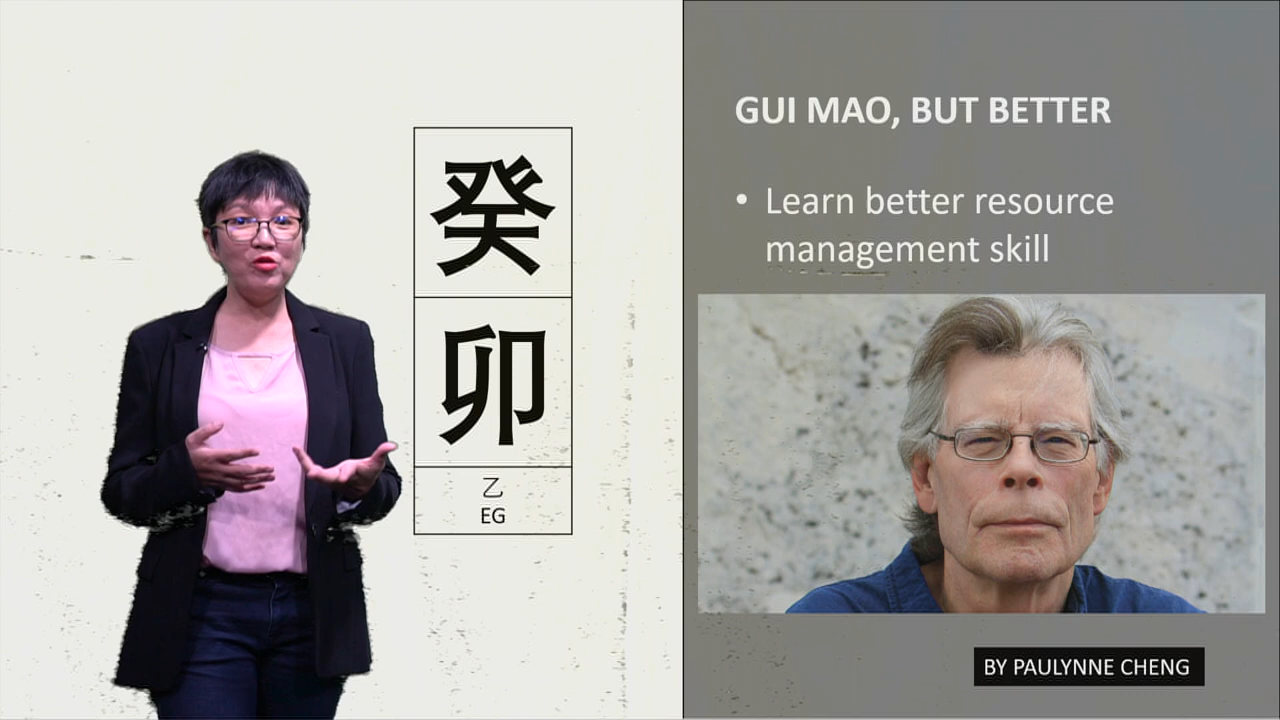 癸
卯
乙
EG
GUI MAO, BUT BETTER
• Learn better resource
management skill
BY PAULYNNE CHENG